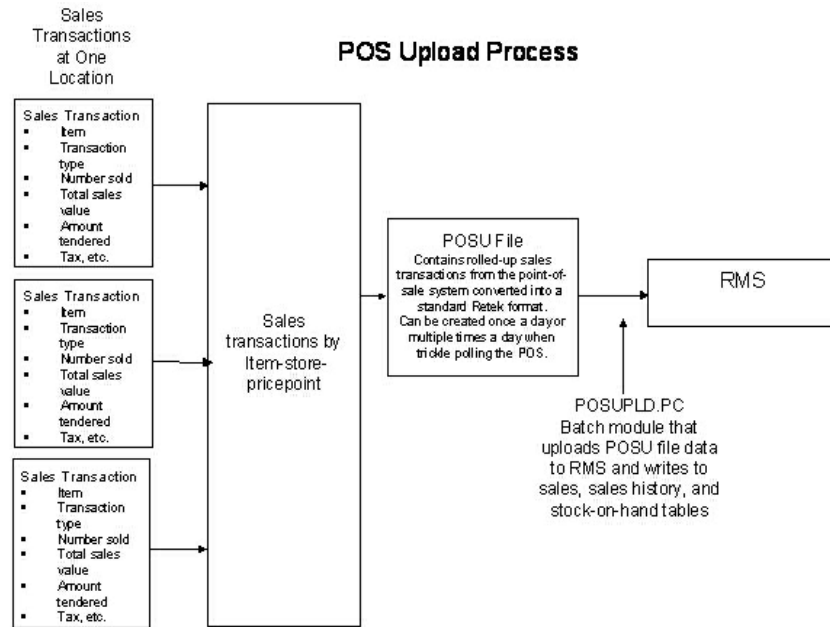 Sales
Transactions
at One
Location
POS Upload Process
Sales Transaction
▪ Item
▪ Transaction
type
▪ Number sold
▪ Total sales
value
▪ Amount
tendered
▪ Tax, etc.
Sales Transaction
▪ Item
▪ Transaction
type
▪ Number sold
▪ Total sales
value
▪ Amount
tendered
▪ Tax, etc.
Sales Transaction
▪ Item
▪ Transaction
type
▪ Number sold
▪ Total sales
value
▪ Amount
tendered
▪ Tax, etc.
Sales
transactions by
Item-store-
pricepoint
POSU File
Contains rolled-up sales
transactions from the point-of-
sale system converted into a
standard Retek format.
Can be created once a day or
multiple times a day when
trickle polling the POS.
RMS
POSUPLD.PC
Batch module that
uploads POSU file data
to RMS and writes to
sales, sales history, and
stock-on-hand tables